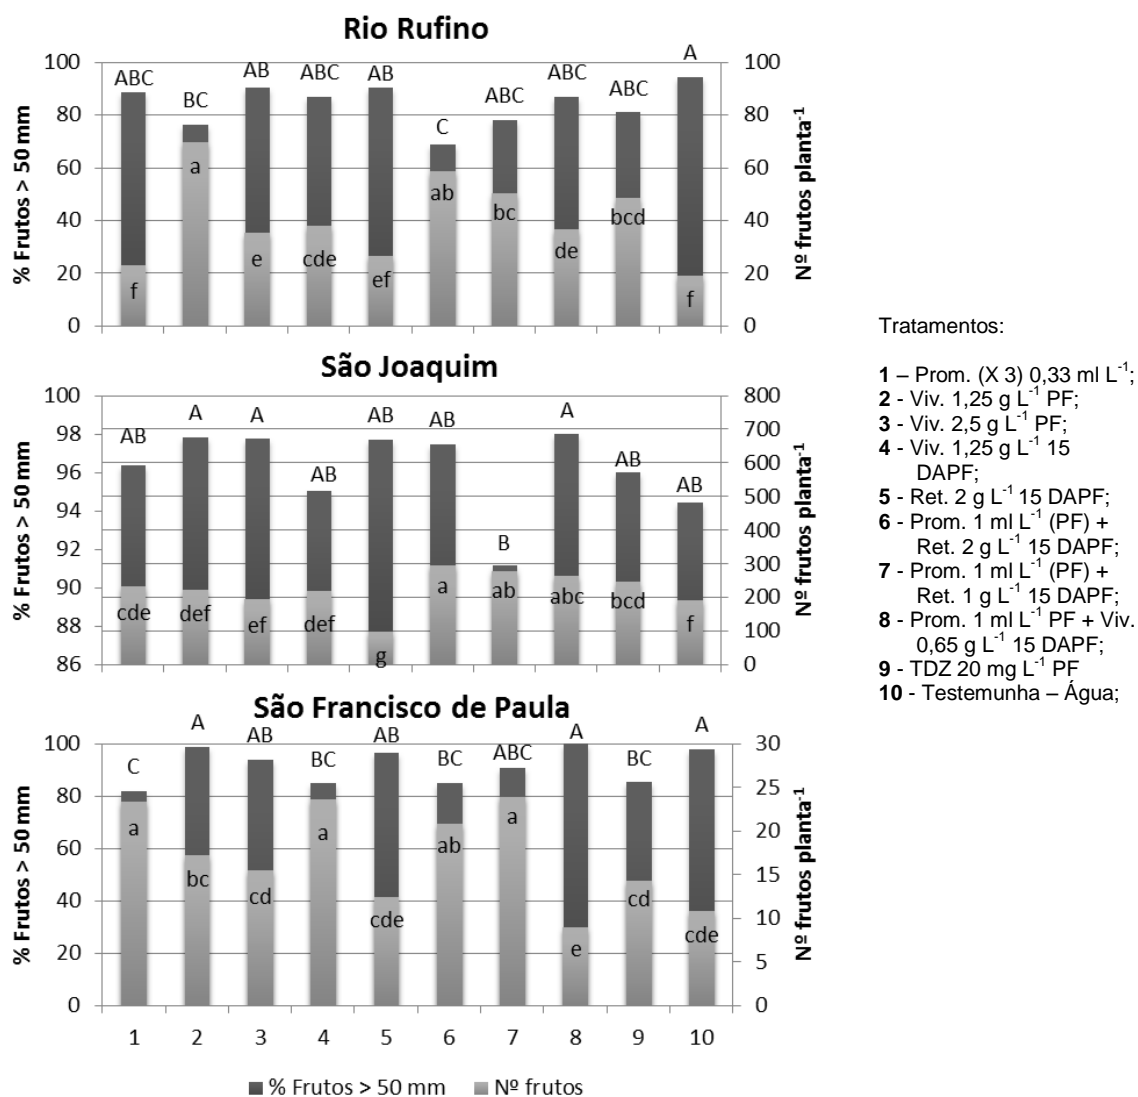 Rio Rufino
% Frutos > 50 mm
100
80
60
40
20
0
ABC BC AB ABC AB C ABC ABC ABC A
f a e cde ef ab bc de bcd f
100
80
60
40
20
0
Nº frutos planta-1
São Joaquim
% Frutos > 50 mm
100
98
96
94
92
90
88
86
AB A A AB AB AB B A AB AB
cde def ef def g a ab abc bcd f
800
700
600
500
400
300
200
100
0
Nº frutos planta-1
São Francisco de Paula
% Frutos > 50 mm
100
80
60
40
20
0
C A AB BC AB BC ABC A BC A
a bc cd a cde ab a e cd cde
30
25
20
15
10
5
0
Nº frutos planta-1
1 2 3 4 5 6 7 8 9 10
% Frutos > 50 mm Nº frutos
Tratamentos:
1 – Prom. (X 3) 0,33 ml L-1;
2 - Viv. 1,25 g L-1 PF;
3 - Viv. 2,5 g L-1 PF;
4 - Viv. 1,25 g L-1 15
DAPF;
5 - Ret. 2 g L-1 15 DAPF;
6 - Prom. 1 ml L-1 (PF) +
Ret. 2 g L-1 15 DAPF;
7 - Prom. 1 ml L-1 (PF) +
Ret. 1 g L-1 15 DAPF;
8 - Prom. 1 ml L-1 PF + Viv.
0,65 g L-1 15 DAPF;
9 - TDZ 20 mg L-1 PF
10 - Testemunha – Água;